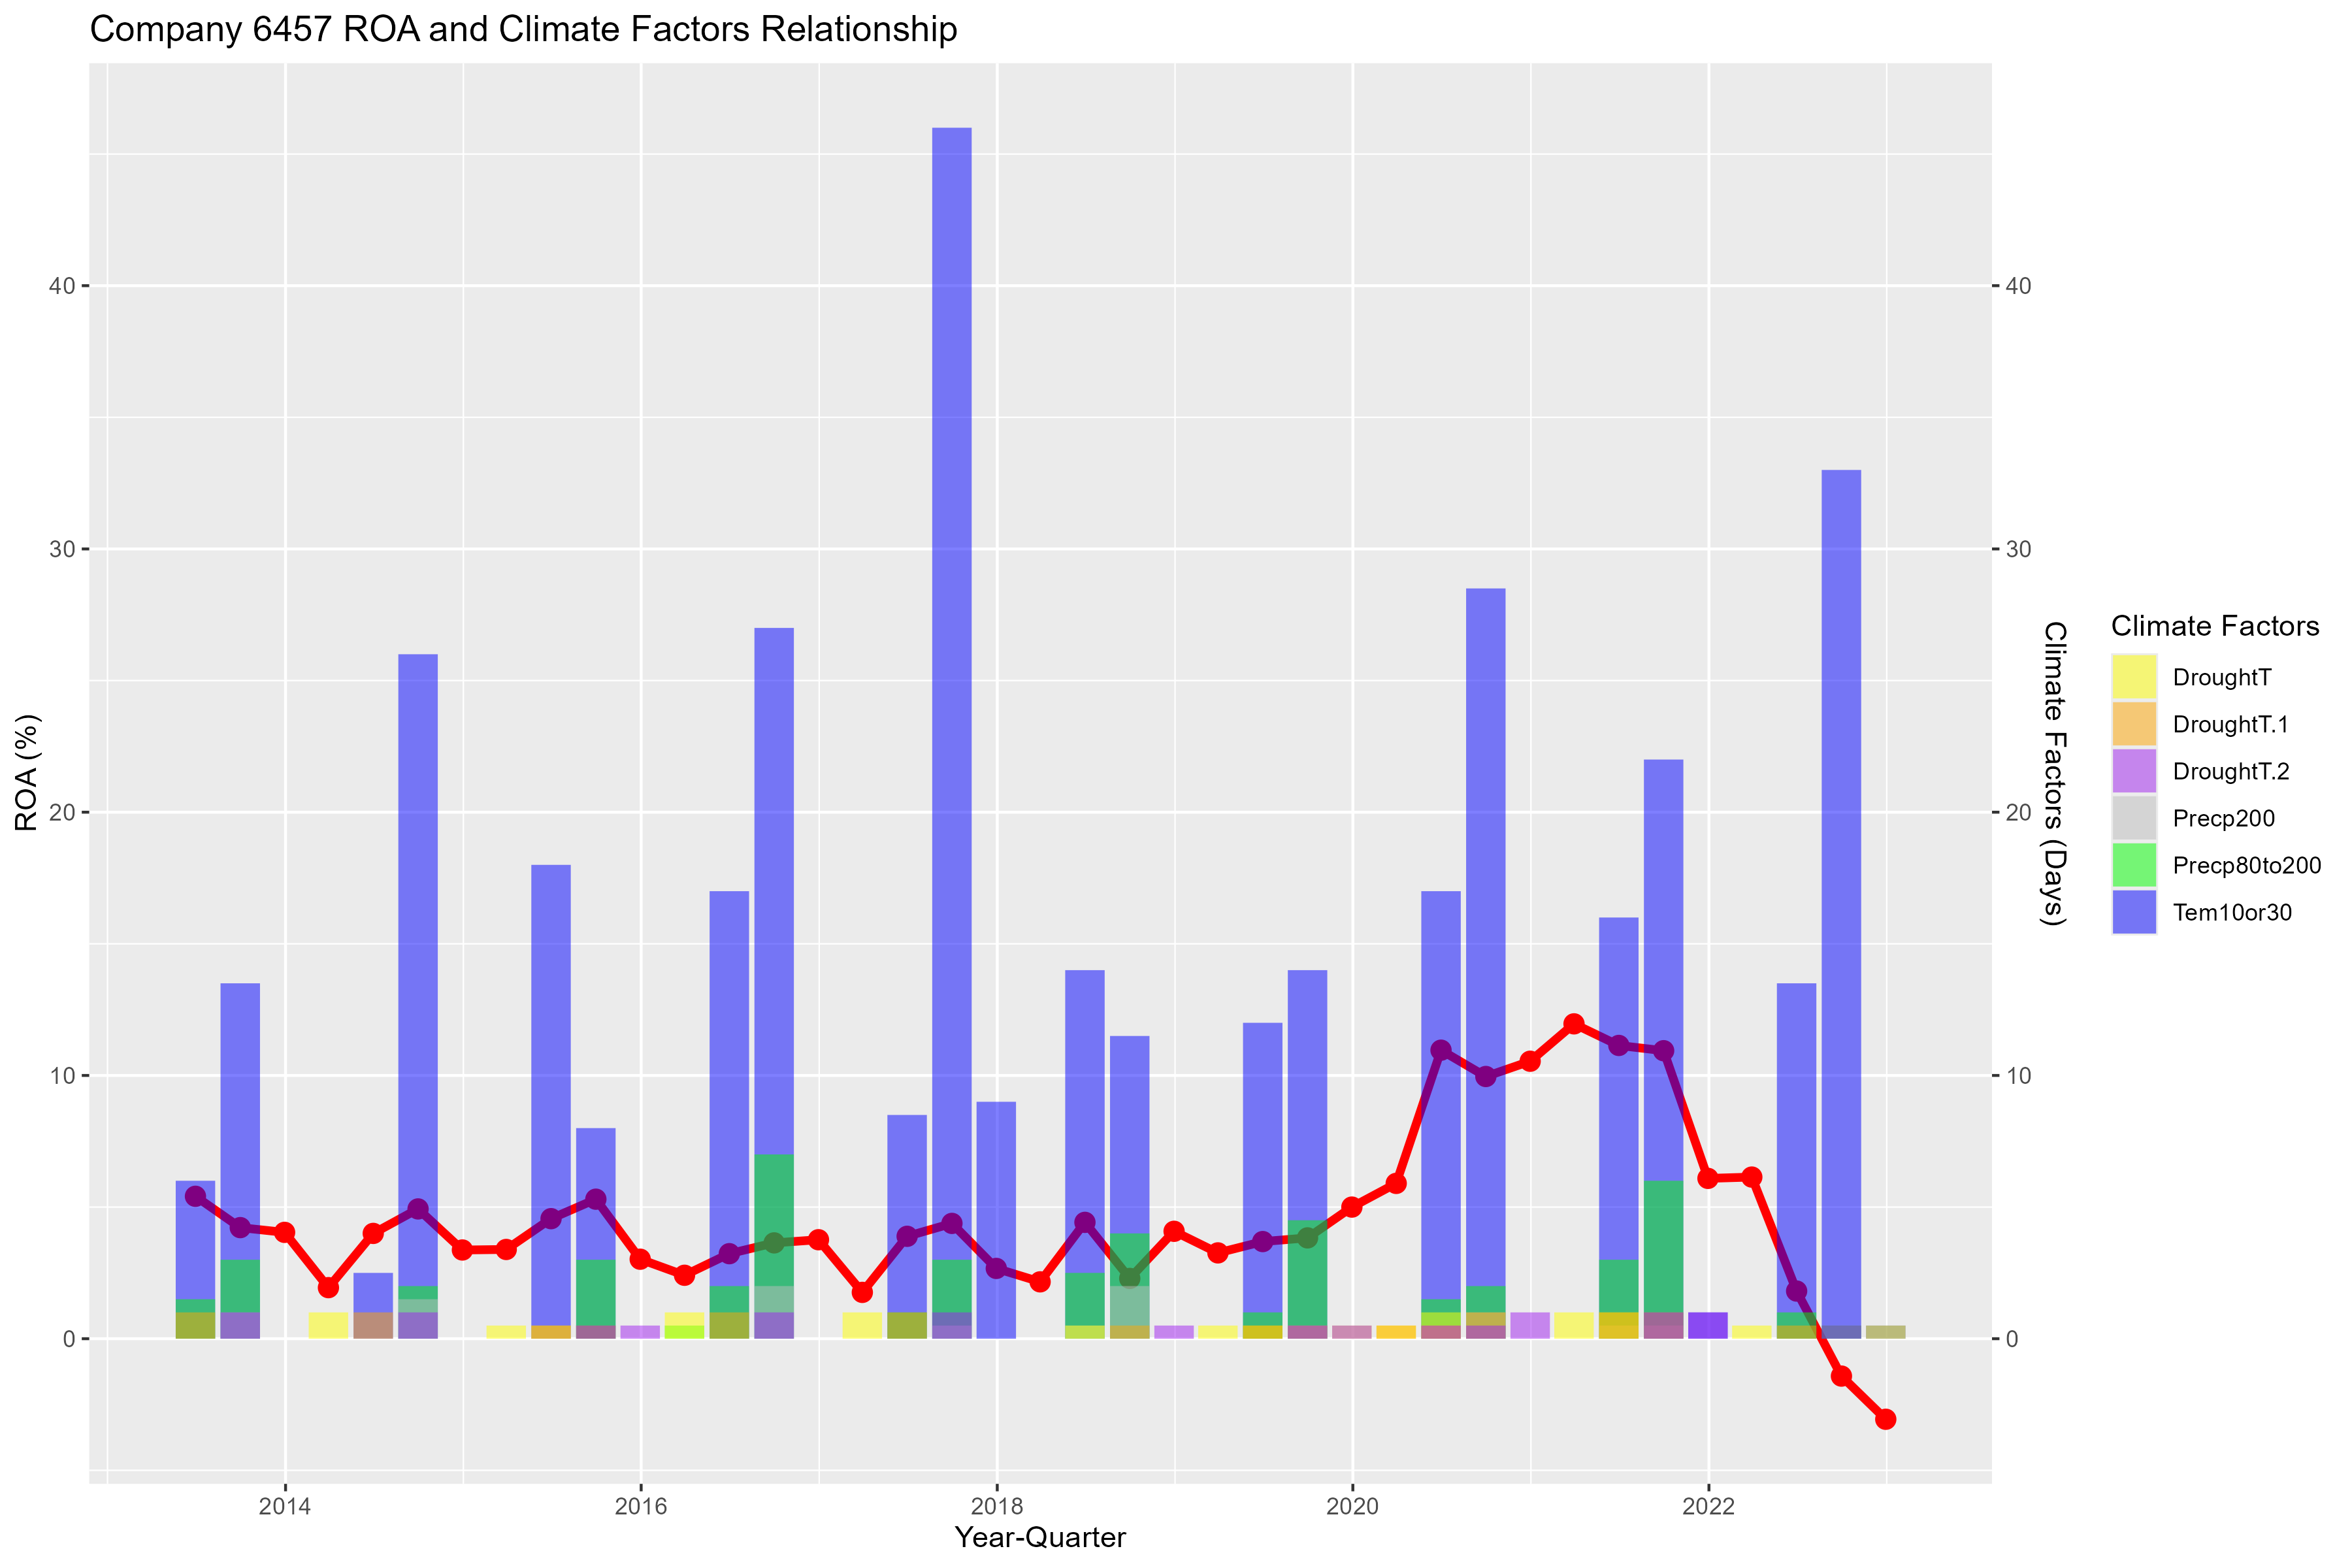 Company 6457 ROA and Climate Factors Relationship
40
30
20
10
0
ROA (%)
40
30
20
10
0
Climate Factors (Days)
2014
2016
2018
2020
2022
Year-Quarter
Climate Factors
DroughtT
DroughtT.1
DroughtT.2
Precp200
Precp80to200
Tem10or30